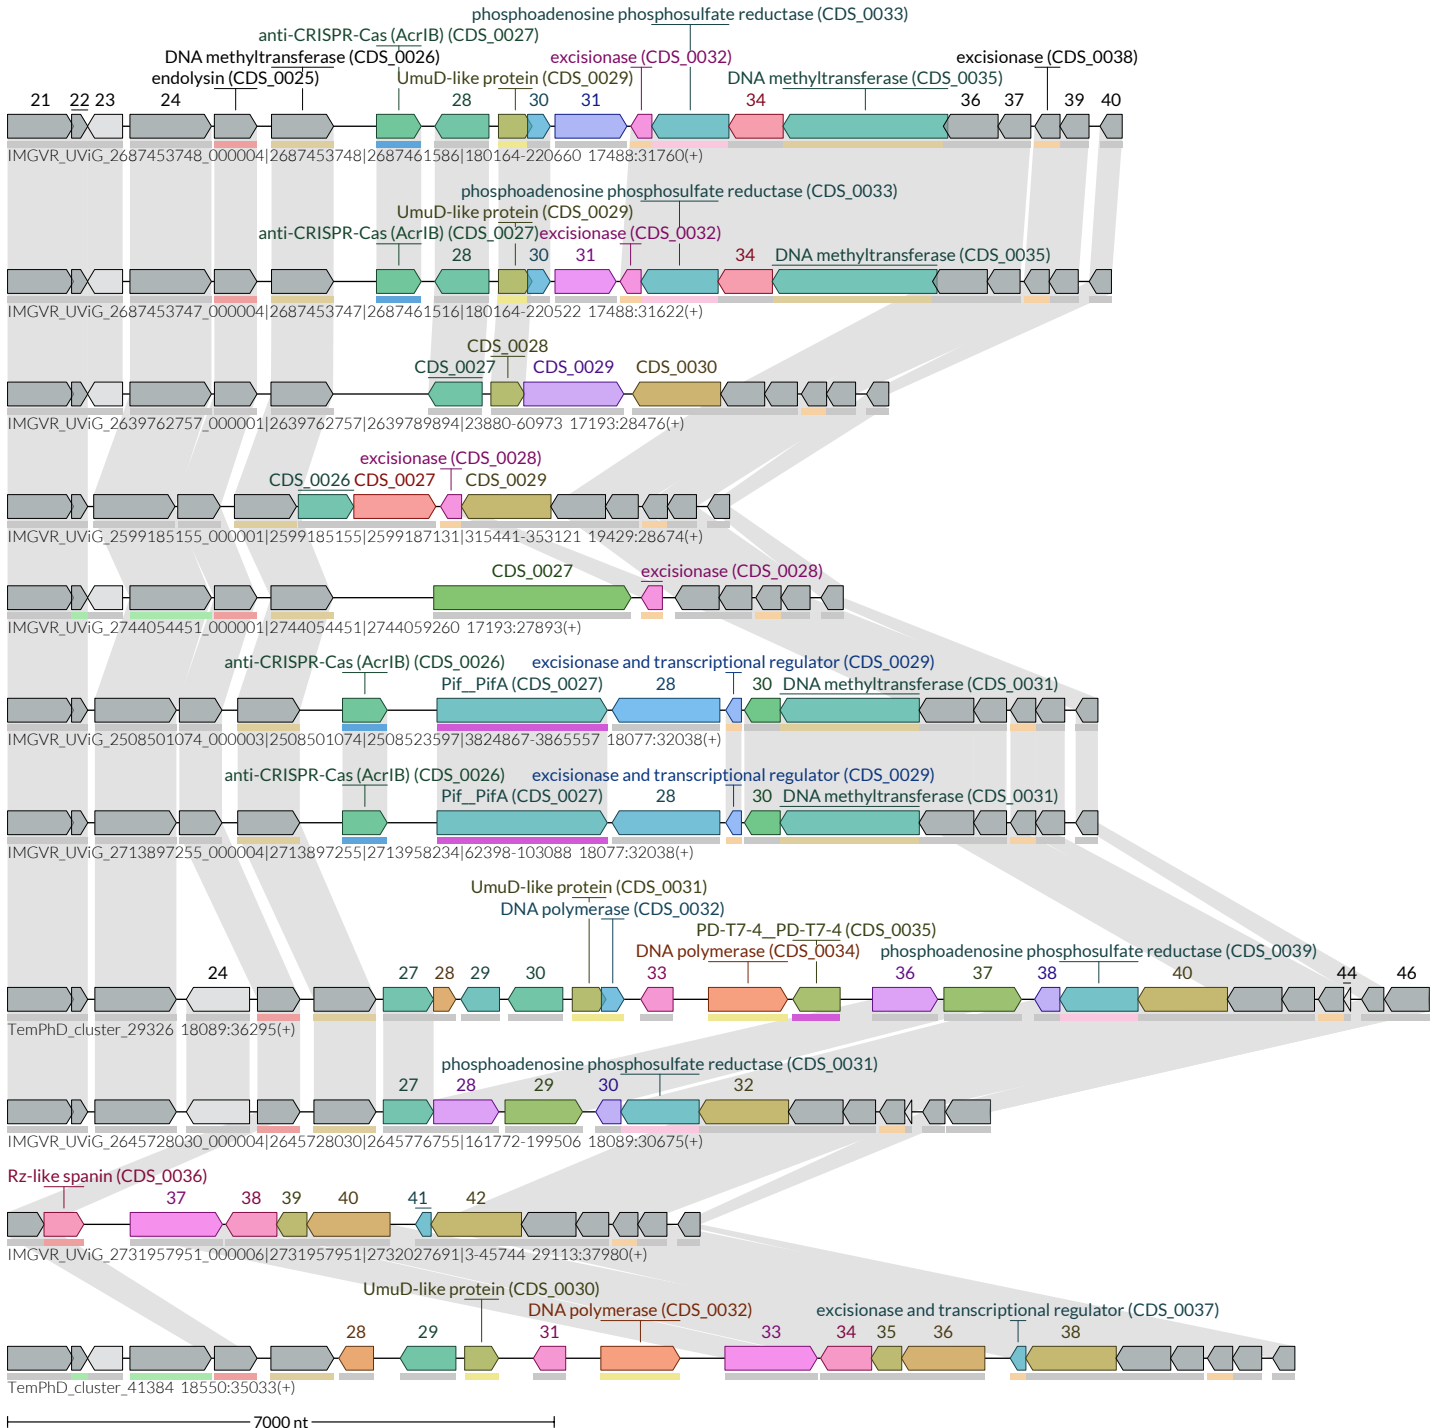 phosphoadenosine phosphosulfate reductase (CDS_0033)
anti-CRISPR-Cas (AcrIB) (CDS_0027)
DNA methyltransferase (CDS_0026) excisionase (CDS_0032) excisionase (CDS_0038)
endolysin (CDS_0025) UmuD-like protein (CDS_0029) DNA methyltransferase (CDS_0035)
21 22 23 24 28 30 31 34 36 37 39 40
IMGVR_UViG_2687453748_000004|2687453748|2687461586|180164-220660 17488:31760(+)
phosphoadenosine phosphosulfate reductase (CDS_0033)
UmuD-like protein (CDS_0029)
anti-CRISPR-Cas (AcrIB) (CDS_0027) excisionase (CDS_0032)
28 30 31 34 DNA methyltransferase (CDS_0035)
IMGVR_UViG_2687453747_000004|2687453747|2687461516|180164-220522 17488:31622(+)
CDS_0028
CDS_0027 CDS_0029 CDS_0030
IMGVR_UViG_2639762757_000001|2639762757|2639789894|23880-60973 17193:28476(+)
excisionase (CDS_0028)
CDS_0026 CDS_0027 CDS_0029
IMGVR_UViG_2599185155_000001|2599185155|2599187131|315441-353121 19429:28674(+)
CDS_0027 excisionase (CDS_0028)
IMGVR_UViG_2744054451_000001|2744054451|2744059260 17193:27893(+)
anti-CRISPR-Cas (AcrIB) (CDS_0026) excisionase and transcriptional regulator (CDS_0029)
Pif__PifA (CDS_0027) 28 30 DNA methyltransferase (CDS_0031)
IMGVR_UViG_2508501074_000003|2508501074|2508523597|3824867-3865557 18077:32038(+)
anti-CRISPR-Cas (AcrIB) (CDS_0026) excisionase and transcriptional regulator (CDS_0029)
Pif__PifA (CDS_0027) 28 30 DNA methyltransferase (CDS_0031)
IMGVR_UViG_2713897255_000004|2713897255|2713958234|62398-103088 18077:32038(+)
UmuD-like protein (CDS_0031)
DNA polymerase (CDS_0032)
PD-T7-4__PD-T7-4 (CDS_0035)
DNA polymerase (CDS_0034) phosphoadenosine phosphosulfate reductase (CDS_0039)
24 27 28 29 30 33 36 37 38 40 44 46
TemPhD_cluster_29326 18089:36295(+)
phosphoadenosine phosphosulfate reductase (CDS_0031)
27 28 29 30 32
IMGVR_UViG_2645728030_000004|2645728030|2645776755|161772-199506 18089:30675(+)
Rz-like spanin (CDS_0036)
37 38 39 40 41 42
IMGVR_UViG_2731957951_000006|2731957951|2732027691|3-45744 29113:37980(+)
UmuD-like protein (CDS_0030)
DNA polymerase (CDS_0032) excisionase and transcriptional regulator (CDS_0037)
28 29 31 33 34 35 36 38
TemPhD_cluster_41384 18550:35033(+)
7000 nt